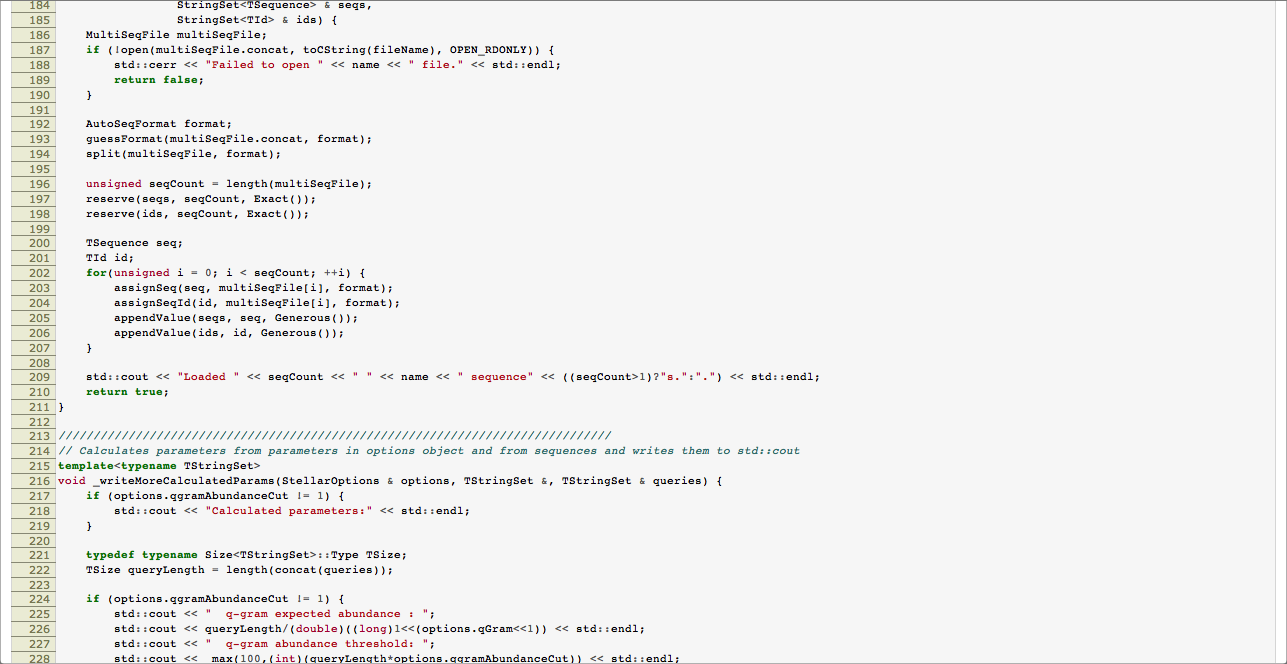 184 StringSet<TSequence> & seqs,
185 StringSet<TId> & ids) {
186 MultiSeqFile multiSeqFile;
187 if (!open(multiSeqFile.concat, toCString(fileName), OPEN_RDONLY)) {
188 std::cerr << "Failed to open " << name << " file." << std::endl;
189 return false;
190 }
191
192 AutoSeqFormat format;
193 guessFormat(multiSeqFile.concat, format);
194 split(multiSeqFile, format);
195
196 unsigned seqCount = length(multiSeqFile);
197 reserve(seqs, seqCount, Exact());
198 reserve(ids, seqCount, Exact());
199
200 TSequence seq;
201 TId id;
202 for(unsigned i = 0; i < seqCount; ++i) {
203 assignSeq(seq, multiSeqFile[i], format);
204 assignSeqId(id, multiSeqFile[i], format);
205 appendValue(seqs, seq, Generous());
206 appendValue(ids, id, Generous());
207 }
208
209 std::cout << "Loaded " << seqCount << " " << name << " sequence" << ((seqCount>1)?"s.":".") << std::endl;
210 return true;
211 }
212
213 ///////////////////////////////////////////////////////////////////////////////
214 // Calculates parameters from parameters in options object and from sequences and writes them to std::cout
215 template<typename TStringSet>
216 void _writeMoreCalculatedParams(StellarOptions & options, TStringSet &, TStringSet & queries) {
217 if (options.qgramAbundanceCut != 1) {
218 std::cout << "Calculated parameters:" << std::endl;
219 }
220
221 typedef typename Size<TStringSet>::Type TSize;
222 TSize queryLength = length(concat(queries));
223
224 if (options.qgramAbundanceCut != 1) {
225 std::cout << "  q-gram expected abundance : ";
226 std::cout << queryLength/(double)((long)1<<(options.qGram<<1)) << std::endl;
227 std::cout << "  q-gram abundance threshold: ";
228 std::cout << _max(100,(int)(queryLength*options.qgramAbundanceCut)) << std::endl;